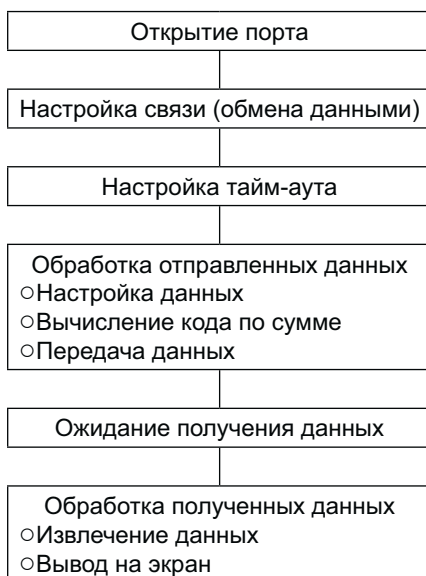 Открытие порта
Настройка связи (обмена данными)
Настройка тайм-аута
Обработка отправленных данных
○Настройка данных
○Вычисление кода по сумме
○Передача данных
Ожидание получения данных
Обработка полученных данных
○Извлечение данных
○Вывод на экран